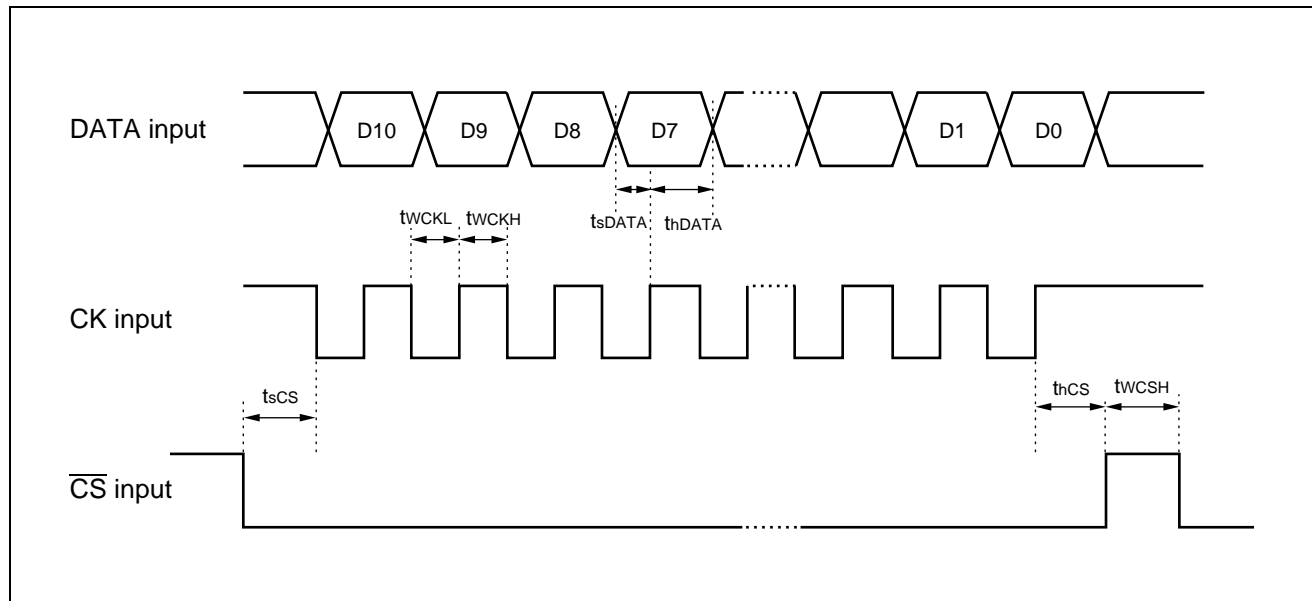 DATA input
D10 D9 D8 D7 D1 D0
tsDATA thDATA
tWCKL tWCKH
CK input
tsCS thCS tWCSH
CS input